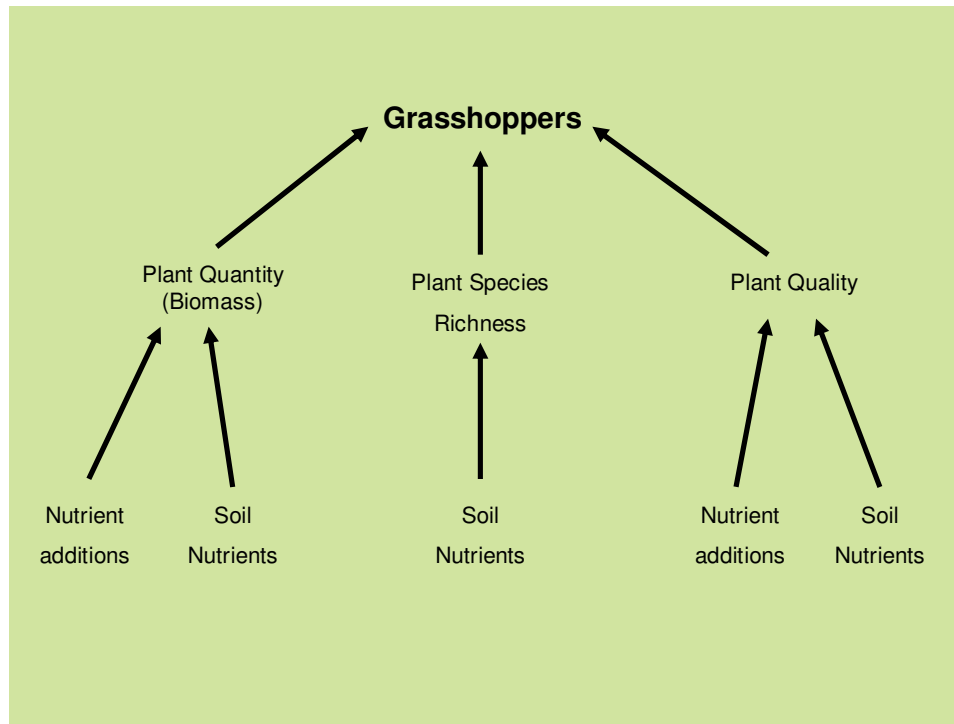 Grasshoppers
Plant Quantity
(Biomass)
Plant Species
Richness
Plant Quality
Nutrient
additions
Soil
Nutrients
Soil
Nutrients
Nutrient
additions
Soil
Nutrients